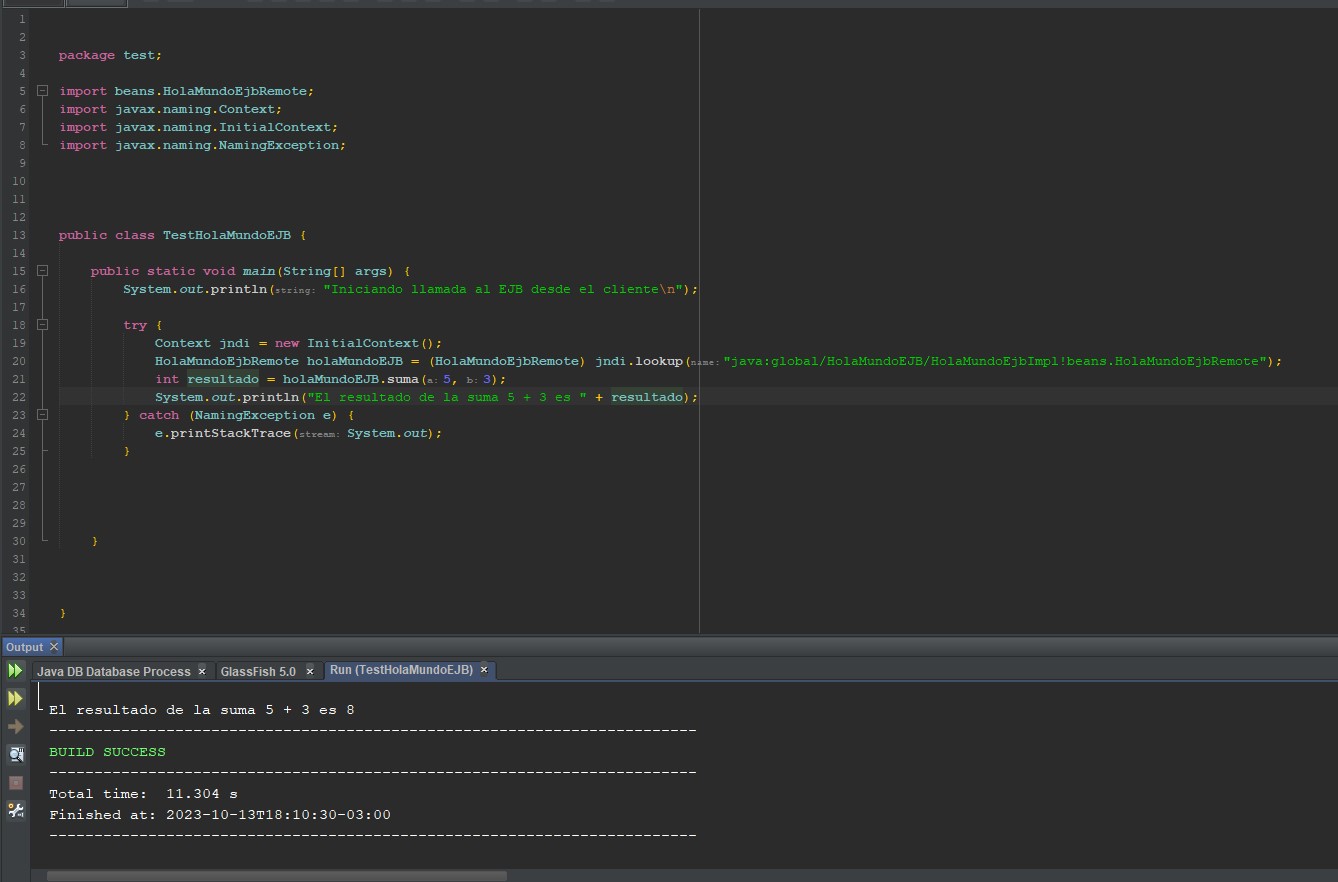 1
2
3 package test;
4
5 import beans.HolaMundoEjbRemote;
6 import javax.naming.Context;
7 import javax.naming.InitialContext;
8 import javax.naming.NamingException;
9
10
11
12
13 public class TestHolaMundoEJB {
14
15 public static void main(String[] args) {
16 System.out.println(string: "Iniciando llamada al EJB desde el cliente\n");
17
18 try {
19 Context jndi = new InitialContext();
20 HolaMundoEjbRemote holaMundoEJB = (HolaMundoEjbRemote) jndi.lookup(name: "java:global/HolaMundoEJB/HolaMundoEjbImpl!beans.HolaMundoEjbRemote");
21 int resultado = holaMundoEJB.suma(a: 5, b: 3);
22 System.out.println("El resultado de la suma 5 + 3 es " + resultado);
23 } catch (NamingException e) {
24 e.printStackTrace(stream: System.out);
25 }
26
27
28
29
30 }
31
32
33
34 }
35
Output
Java DB Database Process x GlassFish 5.0 x Run (TestHolaMundoEJB) x
El resultado de la suma 5 + 3 es 8
------------------------------------------------------------------------
BUILD SUCCESS
------------------------------------------------------------------------
Total time: 11.304 s
Finished at: 2023-10-13T18:10:30-03:00
------------------------------------------------------------------------